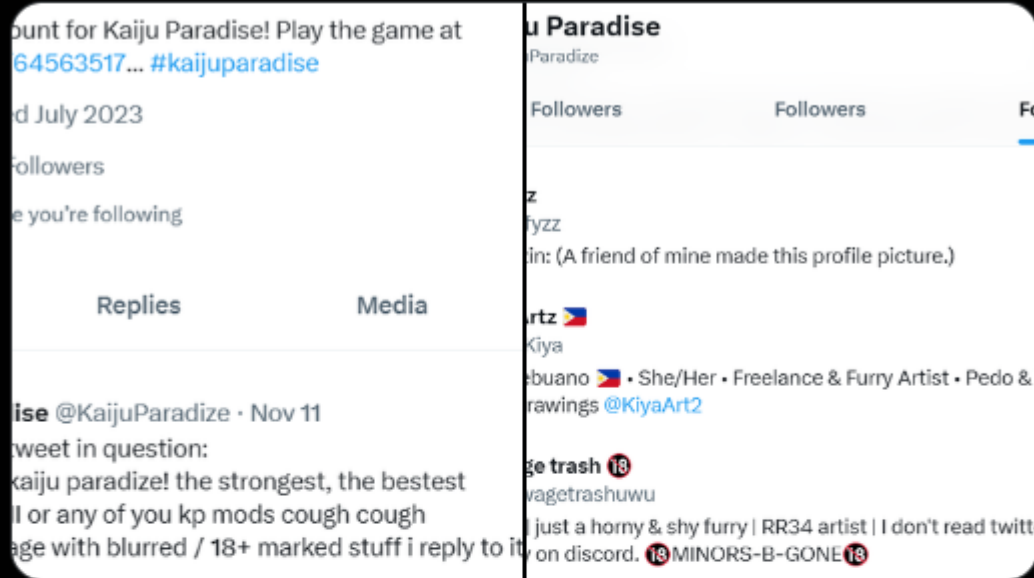 ount for Kaiju Paradise! Play the game at
64563517... #kaijuparadise
d July 2023
Followers
e you're following
Replies Media
ise @KaijuParadize · Nov 11
tweet in question:
kaiju paradize! the strongest, the bestest
ll or any of you kp mods cough cough
age with blurred / 18+ marked stuff i reply to it
u Paradise
Paradize
Followers Followers Fo
z
fyzz
in: (A friend of mine made this profile picture.)
rtz 🇵🇭
Kiya
ebuano 🇵🇭 • She/Her • Freelance & Furry Artist • Pedo &
rawings @KiyaArt2
ge trash 🔞
vagetrashuwu
| just a horny & shy furry | RR34 artist | I don't read twitt
y on discord. 🔞MINORS-B-GONE🔞